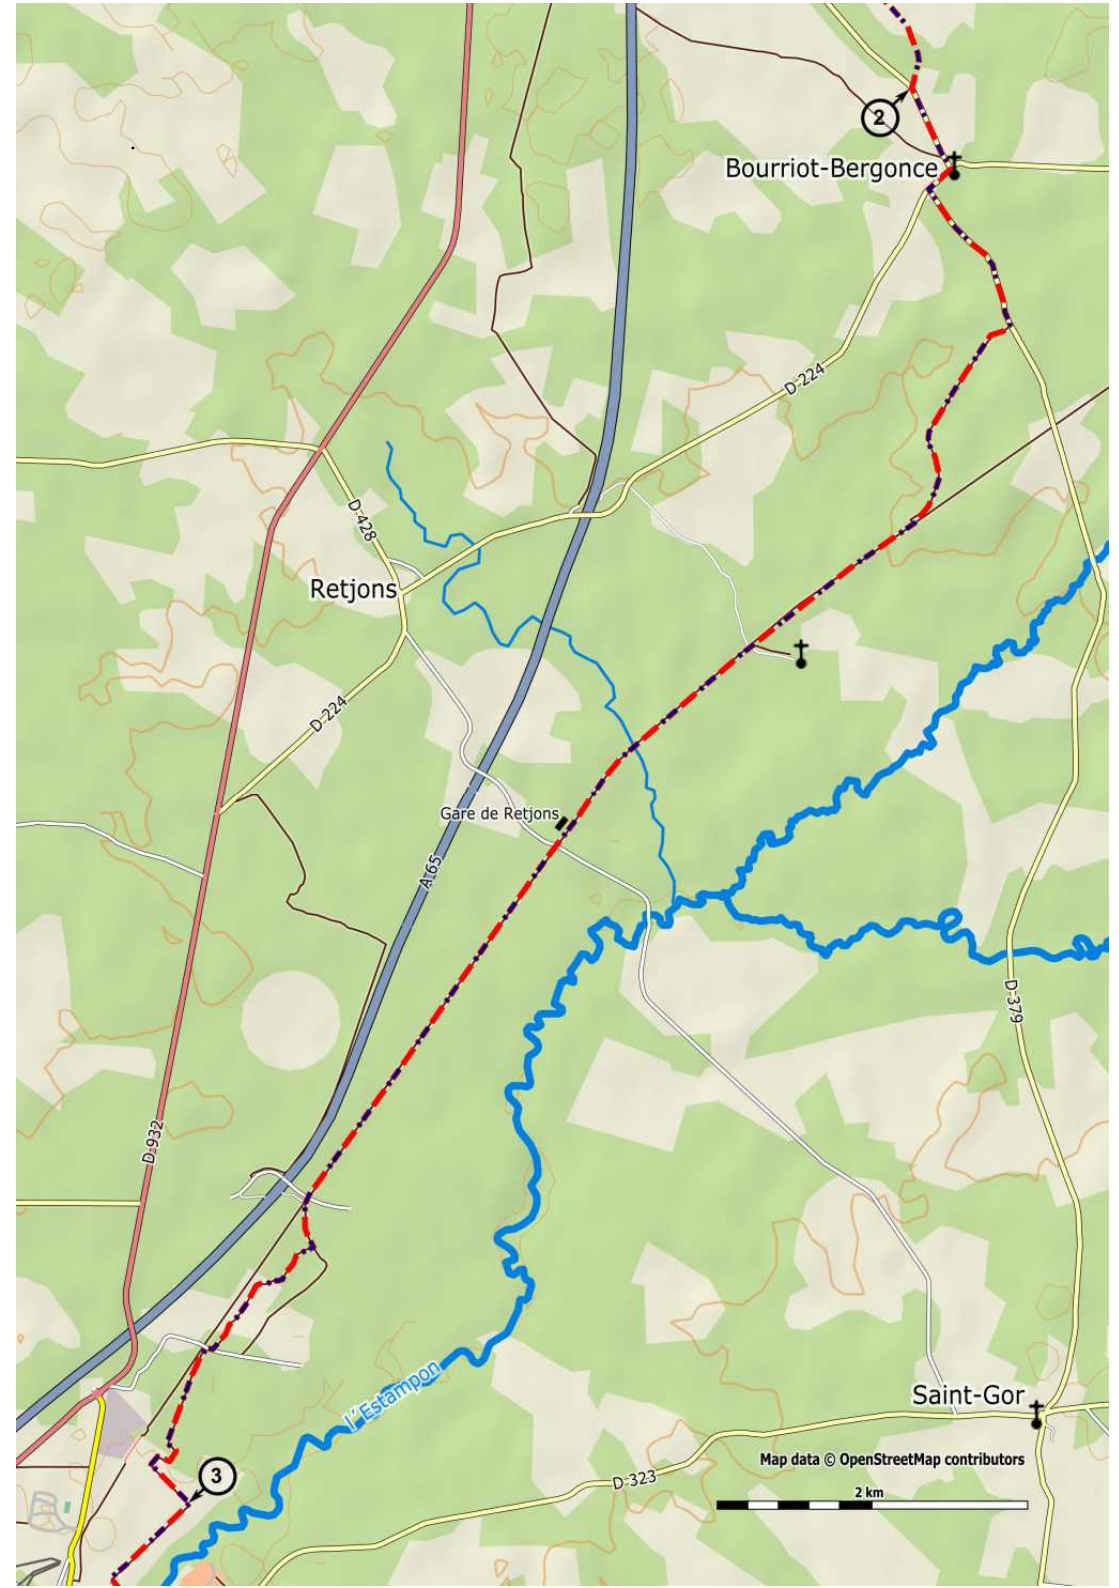 2
Bourriot-Bergonce
D 224
D 428
Retjons
D 224
Gare de Retjons
A 65
D 379
D 932
l'Estampon
Saint-Gor
Map data © OpenStreetMap contributors
3
D 323
2 km